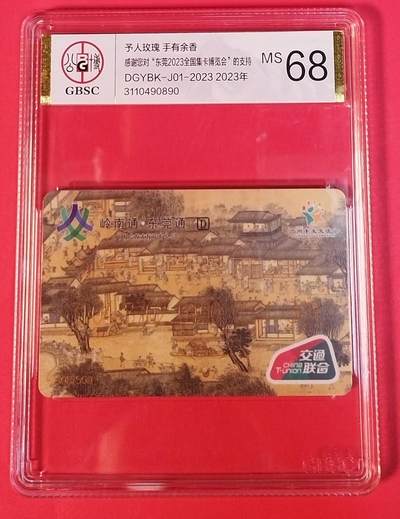 公
G
博
GBSC
予人玫瑰 手有余香
感谢您对“东莞2023全国集卡博览会”的支持
DGYBK-J01-2023 2023年
3110490890
MS 68
岭南通·东莞通 D
交通
CHINA
T-UNION
联合